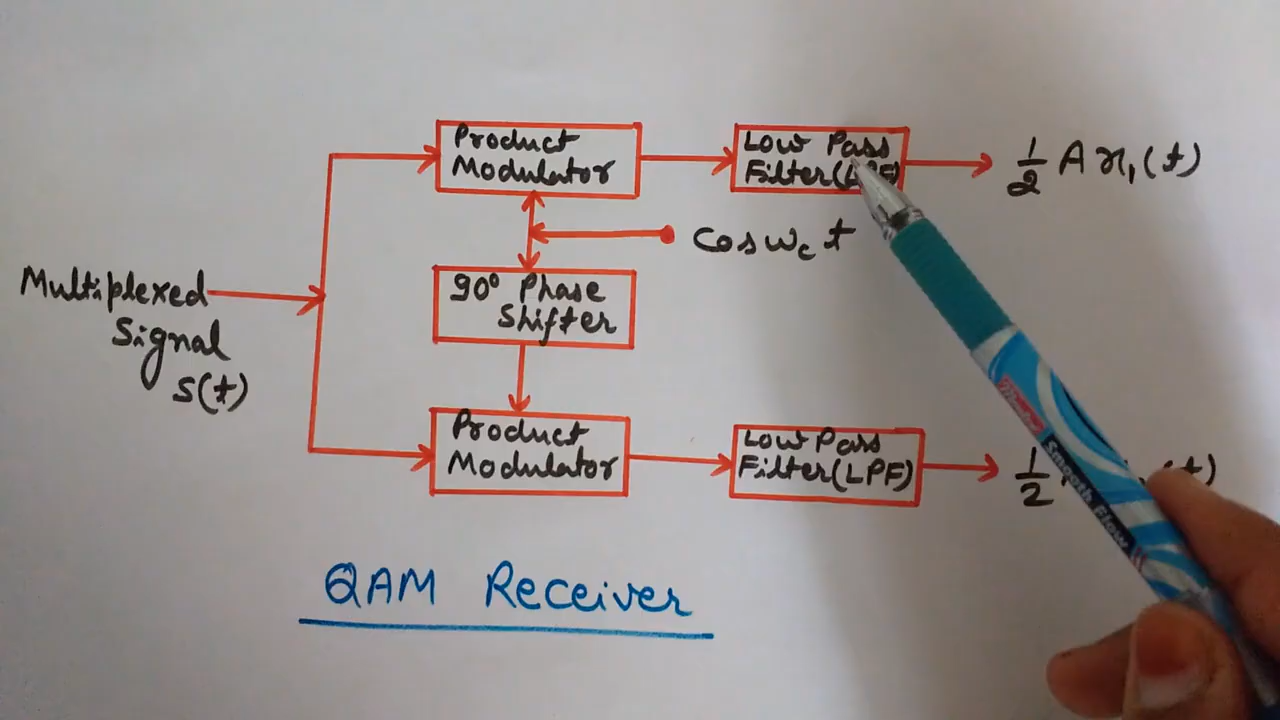 Product
Modulator
Low Pass
Filter(LPF)
1/2 A x₁(t)
Cos ω꜀ t
Multiplexed
Signal
S(t)
90° Phase
Shifter
Product
Modulator
Low Pass
Filter(LPF)
1/2 (t)
QAM Receiver
Smooth Flow